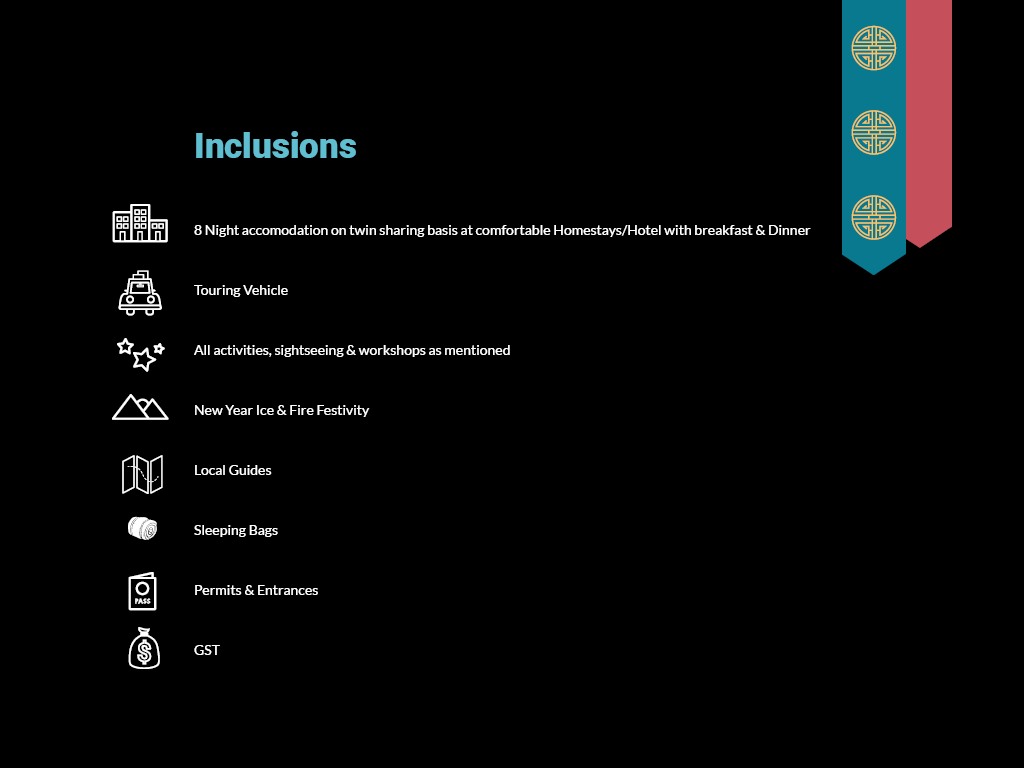 Inclusions
8 Night accomodation on twin sharing basis at comfortable Homestays/Hotel with breakfast & Dinner
Touring Vehicle
All activities, sightseeing & workshops as mentioned
New Year Ice & Fire Festivity
Local Guides
Sleeping Bags
PASS
Permits & Entrances
$
GST